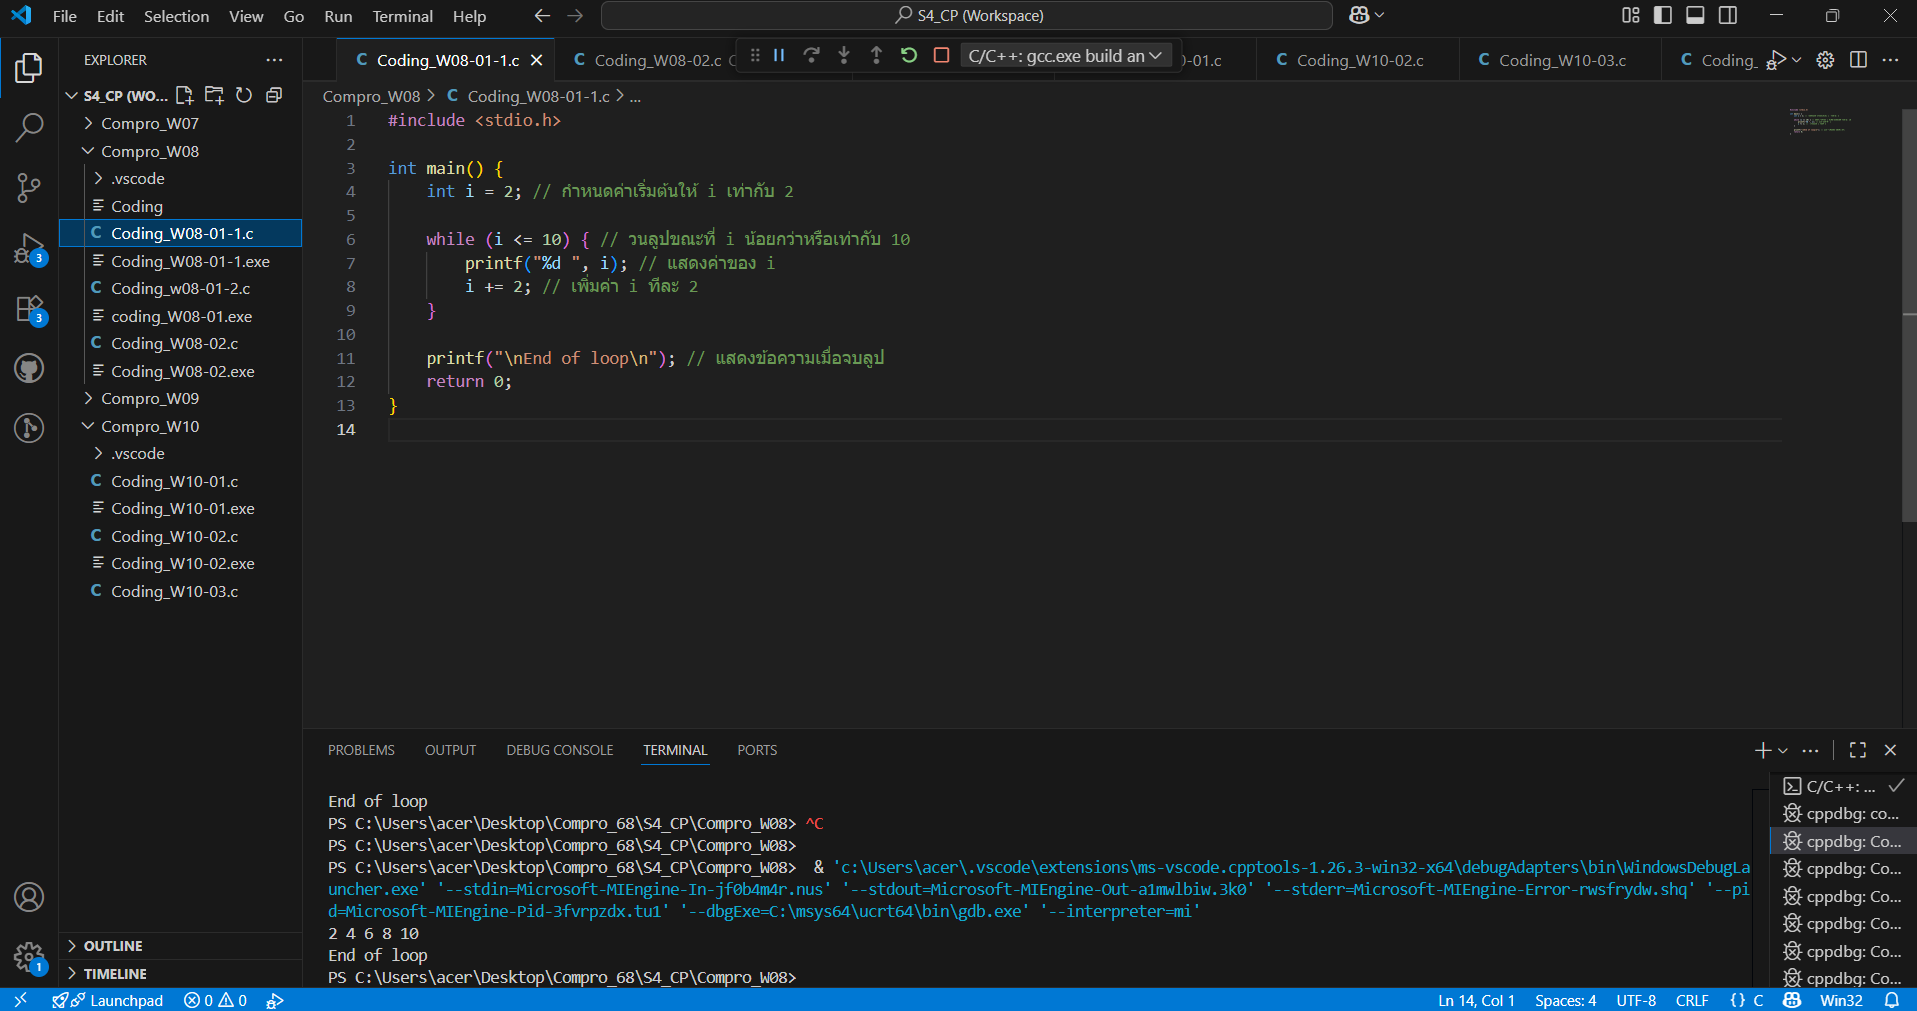 File Edit Selection View Go Run Terminal Help
S4_CP (Workspace)
EXPLORER
S4_CP (WO...
Compro_W07
Compro_W08
.vscode
Coding
Coding_W08-01-1.c
Coding_W08-01-1.exe
Coding_w08-01-2.c
coding_W08-01.exe
Coding_W08-02.c
Coding_W08-02.exe
Compro_W09
Compro_W10
.vscode
Coding_W10-01.c
Coding_W10-01.exe
Coding_W10-02.c
Coding_W10-02.exe
Coding_W10-03.c
OUTLINE
TIMELINE
C Coding_W08-01-1.c C Coding_W08-02.c C/C++: gcc.exe build an -01.c C Coding_W10-02.c C Coding_W10-03.c C Coding_
Compro_W08 > C Coding_W08-01-1.c > ...
1 #include <stdio.h>
2
3 int main() {
4 int i = 2; // กำหนดค่าเริ่มต้นให้ i เท่ากับ 2
5
6 while (i <= 10) { // วนลูปขณะที่ i น้อยกว่าหรือเท่ากับ 10
7 printf("%d ", i); // แสดงค่าของ i
8 i += 2; // เพิ่มค่า i ทีละ 2
9 }
10
11 printf("\nEnd of loop\n"); // แสดงข้อความเมื่อจบลูป
12 return 0;
13 }
14
PROBLEMS OUTPUT DEBUG CONSOLE TERMINAL PORTS
End of loop
PS C:\Users\acer\Desktop\Compro_68\S4_CP\Compro_W08> ^C
PS C:\Users\acer\Desktop\Compro_68\S4_CP\Compro_W08>
PS C:\Users\acer\Desktop\Compro_68\S4_CP\Compro_W08> & 'c:\Users\acer\.vscode\extensions\ms-vscode.cpptools-1.26.3-win32-x64\debugAdapters\bin\WindowsDebugLa
uncher.exe' '--stdin=Microsoft-MIEngine-In-jf0b4m4r.nus' '--stdout=Microsoft-MIEngine-Out-a1mwlbiw.3k0' '--stderr=Microsoft-MIEngine-Error-rwsfrydw.shq' '--pi
d=Microsoft-MIEngine-Pid-3fvrpzdx.tu1' '--dbgExe=C:\msys64\ucrt64\bin\gdb.exe' '--interpreter=mi'
2 4 6 8 10
End of loop
PS C:\Users\acer\Desktop\Compro_68\S4_CP\Compro_W08>
C/C++: ...
cppdbg: co...
cppdbg: Co...
cppdbg: Co...
cppdbg: Co...
cppdbg: Co...
cppdbg: Co...
cppdbg: Co...
3
3
1
Launchpad 0 0 Ln 14, Col 1 Spaces: 4 UTF-8 CRLF {} C Win32